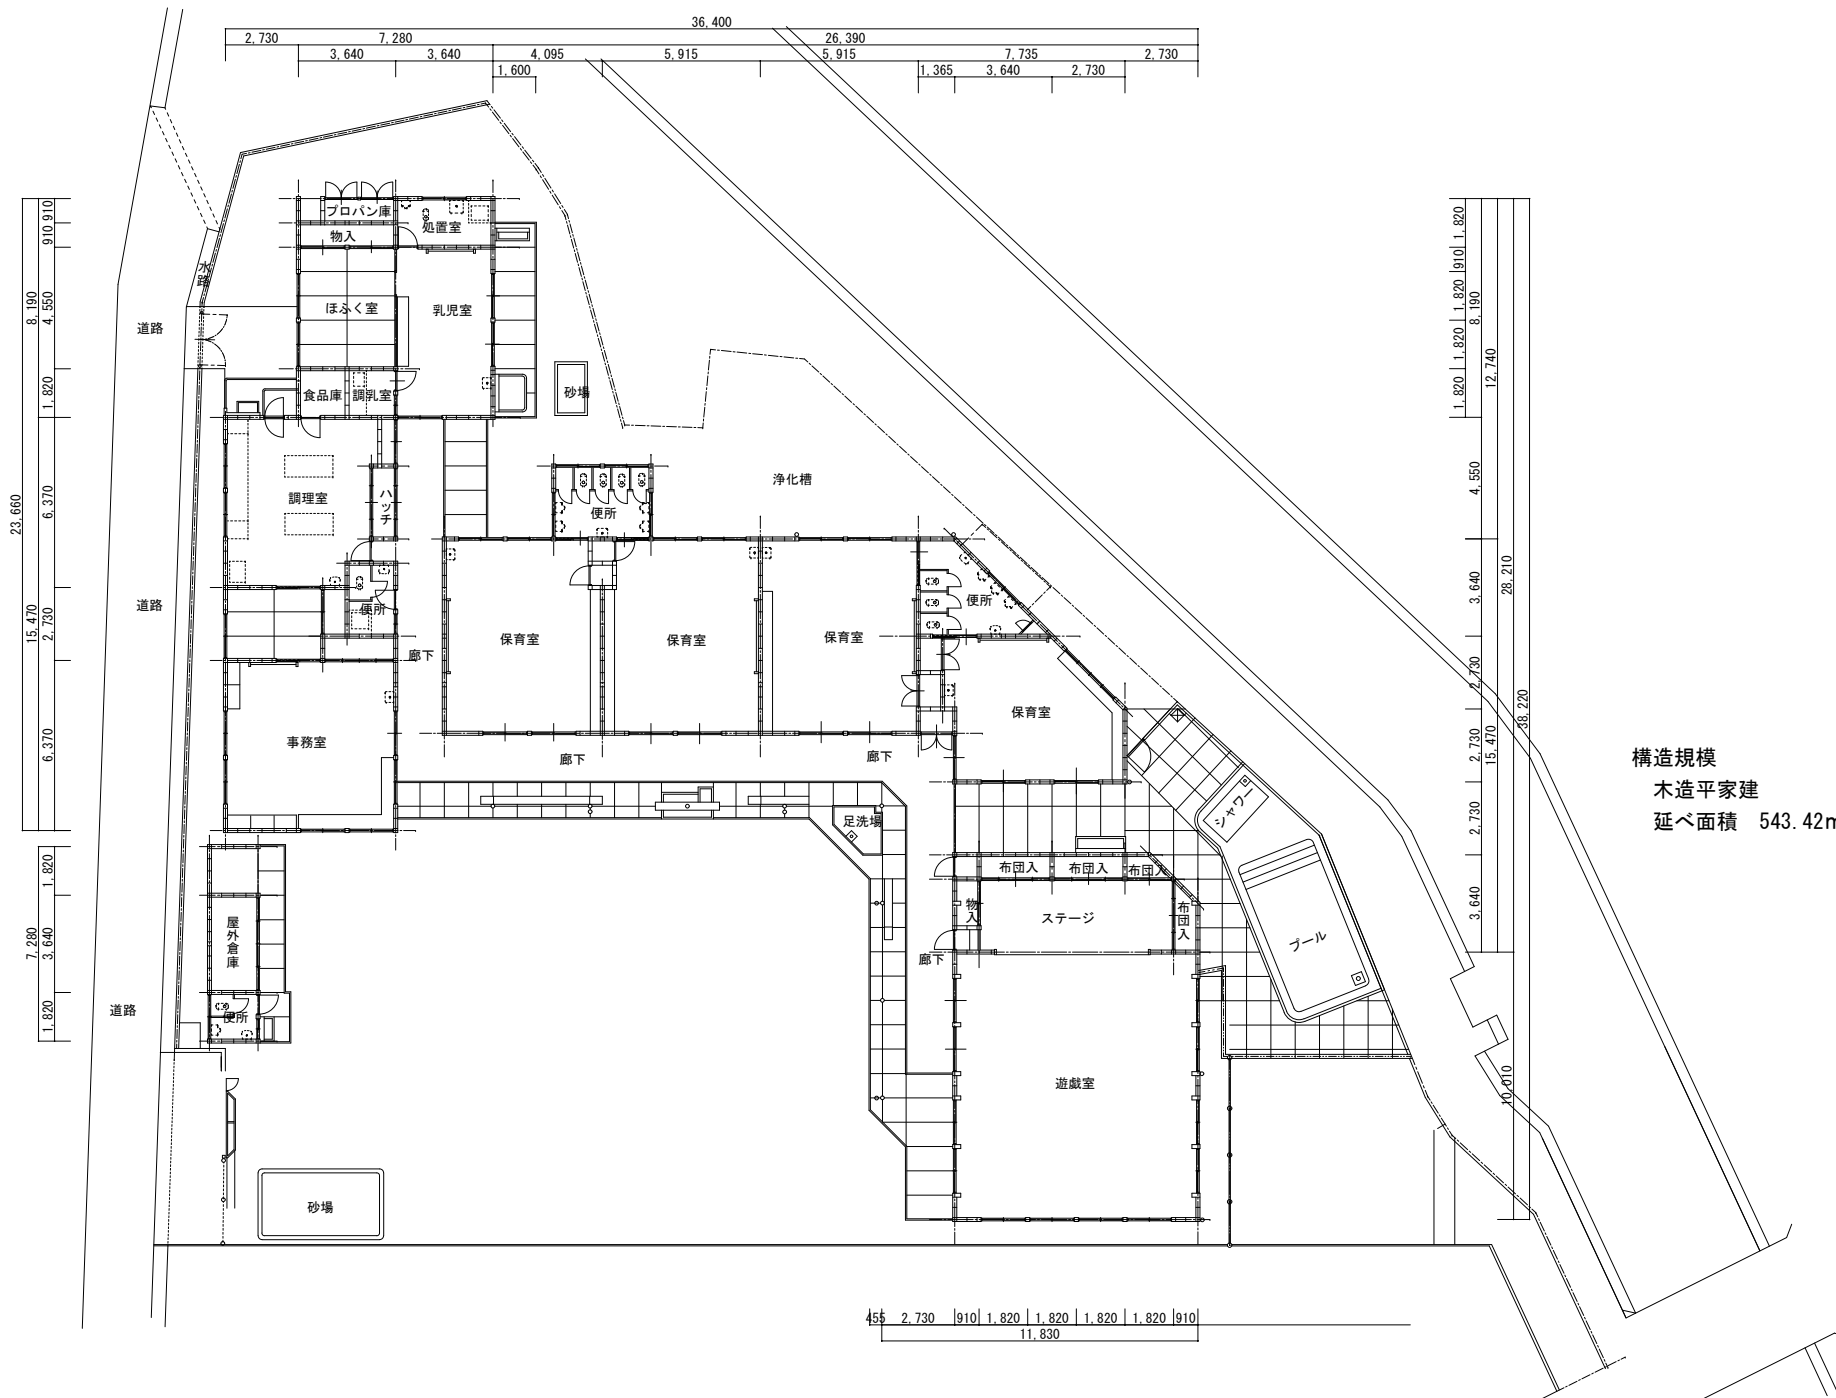 36,400
2,730 7,280 26,390
3,640 3,640 4,095 5,915 5,915 7,735 2,730
1,600 1,365 3,640 2,730
910
910
8,190
4,550
1,820
23,660
6,370
15,470
2,730
6,370
1,820
7,280
3,640
1,820
1,820
910
1,820
8,190
1,820
1,820
12,740
4,550
3,640
28,210
2,730
38,220
2,730
15,470
2,730
3,640
10,010
プロパン庫
処置室
物入
水路
ほふく室
乳児室
道路
食品庫
調乳室
砂場
調理室
ハッチ
浄化槽
便所
便所
便所
道路
保育室
保育室
保育室
廊下
保育室
事務室
廊下
廊下
構造規模
木造平家建
延べ面積 543.42m
シャワー
足洗場
布団入
布団入
布団入
物入
ステージ
布団入
屋外倉庫
プール
廊下
道路
便所
遊戯室
砂場
455 2,730 910 1,820 1,820 1,820 1,820 910
11,830